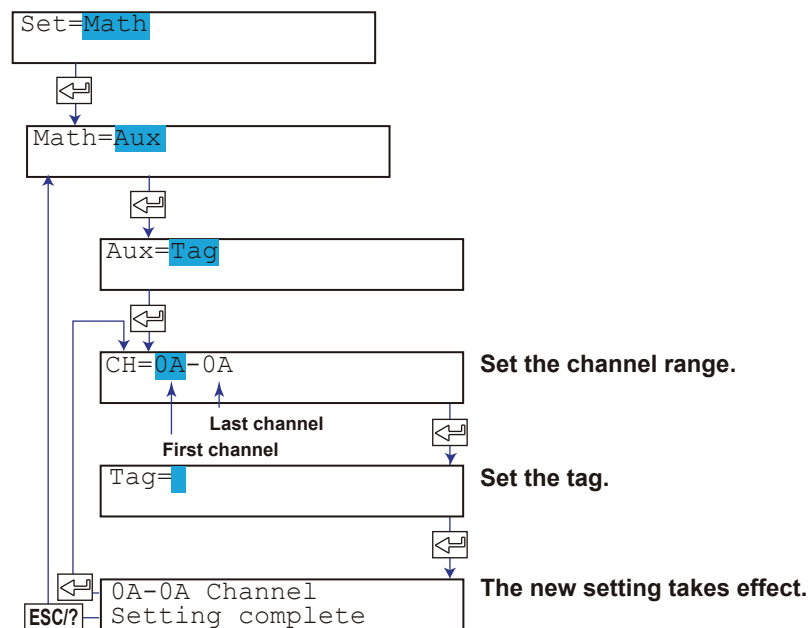 Set=Math
Math=Aux
Aux=Tag
CH=0A-0A
Set the channel range.
Last channel
First channel
Tag=
Set the tag.
0A-0A Channel
The new setting takes effect.
ESC/?
Setting complete